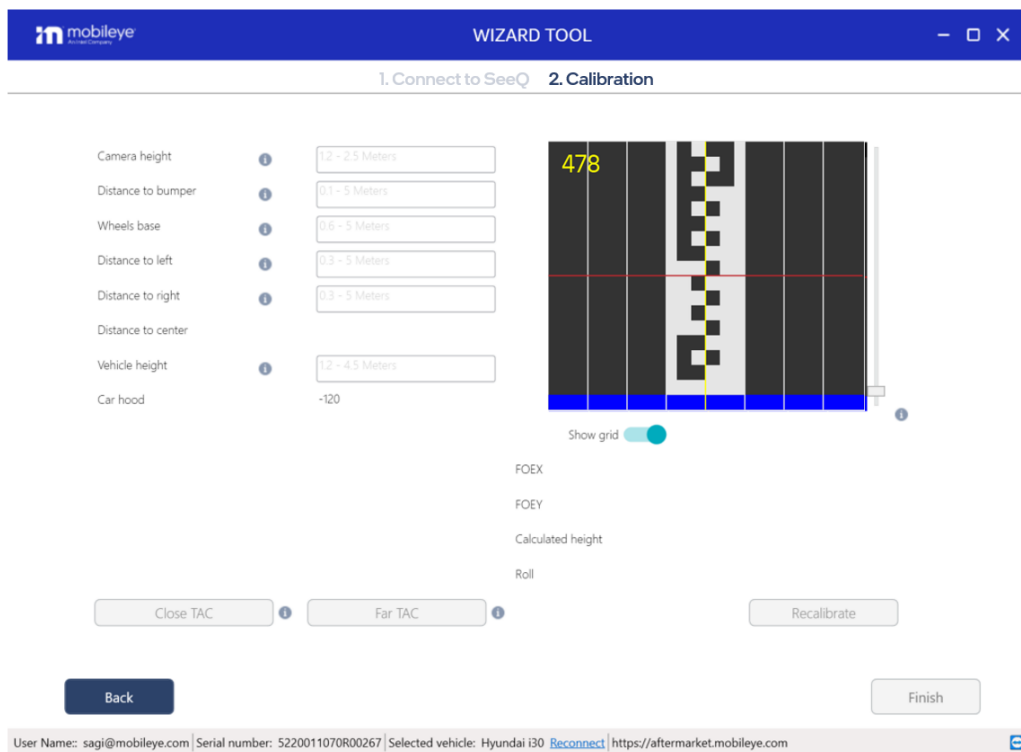 mobileye
An Intel Company
WIZARD TOOL
1. Connect to SeeQ 2. Calibration
Camera height 1.2 - 2.5 Meters
Distance to bumper 0.1 - 5 Meters
Wheels base 0.6 - 5 Meters
Distance to left 0.3 - 5 Meters
Distance to right 0.3 - 5 Meters
Distance to center
Vehicle height 1.2 - 4.5 Meters
Car hood -120
478
Show grid
FOEX
FOEY
Calculated height
Roll
Close TAC Far TAC Recalibrate
Back Finish
User Name:: sagi@mobileye.com Serial number: 5220011070R00267 Selected vehicle: Hyundai i30 Reconnect https://aftermarket.mobileye.com